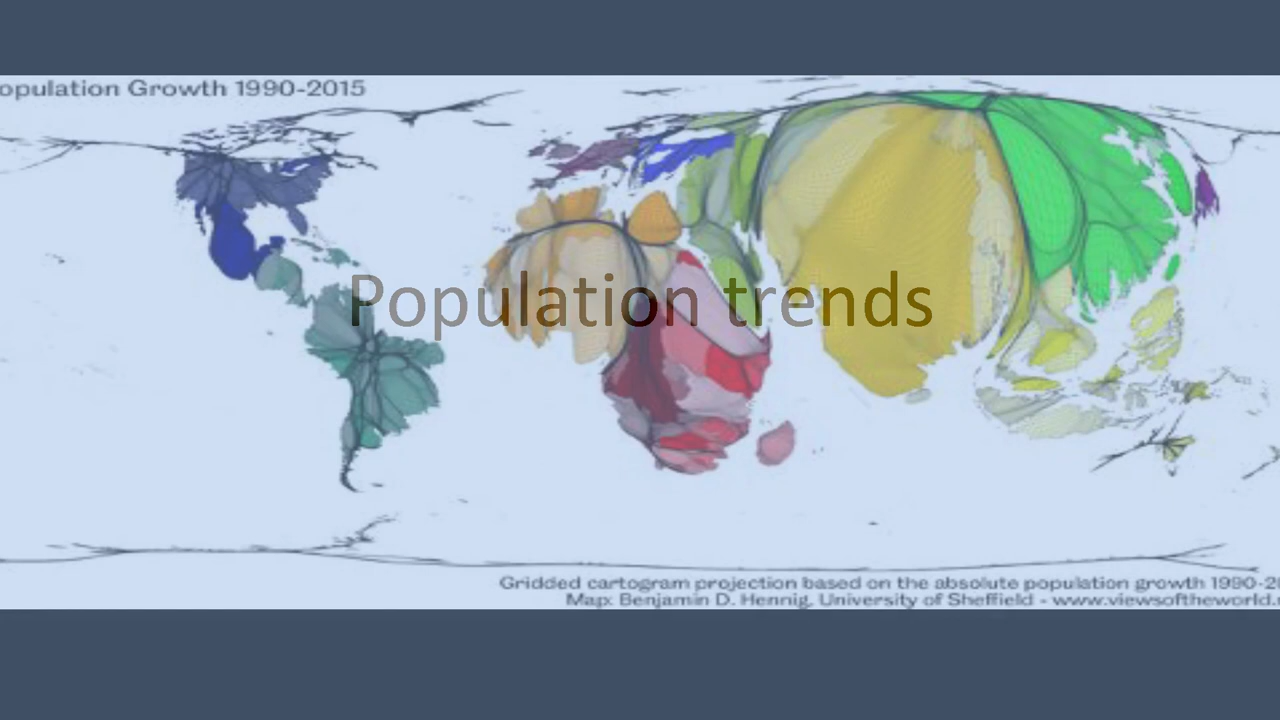 opulation Growth 1990-2015
Population trends
Gridded cartogram projection based on the absolute population growth 1990-2
Map: Benjamin D. Hennig, University of Sheffield - www.viewsoftheworld.